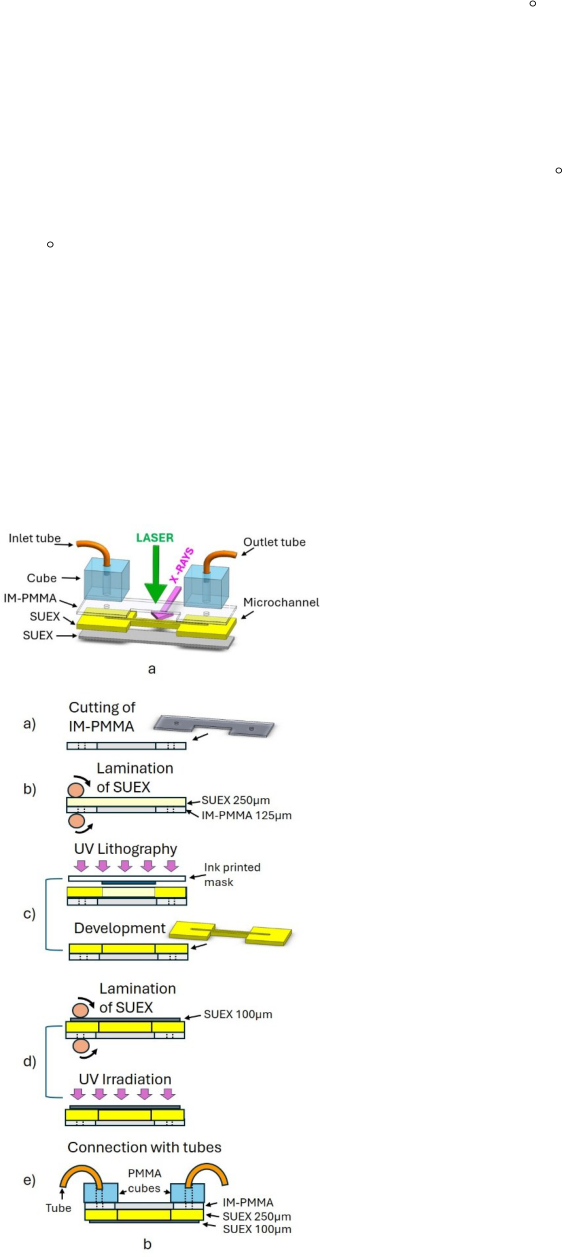 Inlet tube
LASER
X-RAYS
Outlet tube
Cube
IM-PMMA
Microchannel
SUEX
SUEX
a
a)
Cutting of
IM-PMMA
b)
Lamination
of SUEX
SUEX 250µm
IM-PMMA 125µm
UV Lithography
Ink printed
mask
c)
Development
Lamination
of SUEX
SUEX 100µm
d)
UV Irradiation
Connection with tubes
e)
PMMA
cubes
Tube
IM-PMMA
SUEX 250µm
SUEX 100µm
b